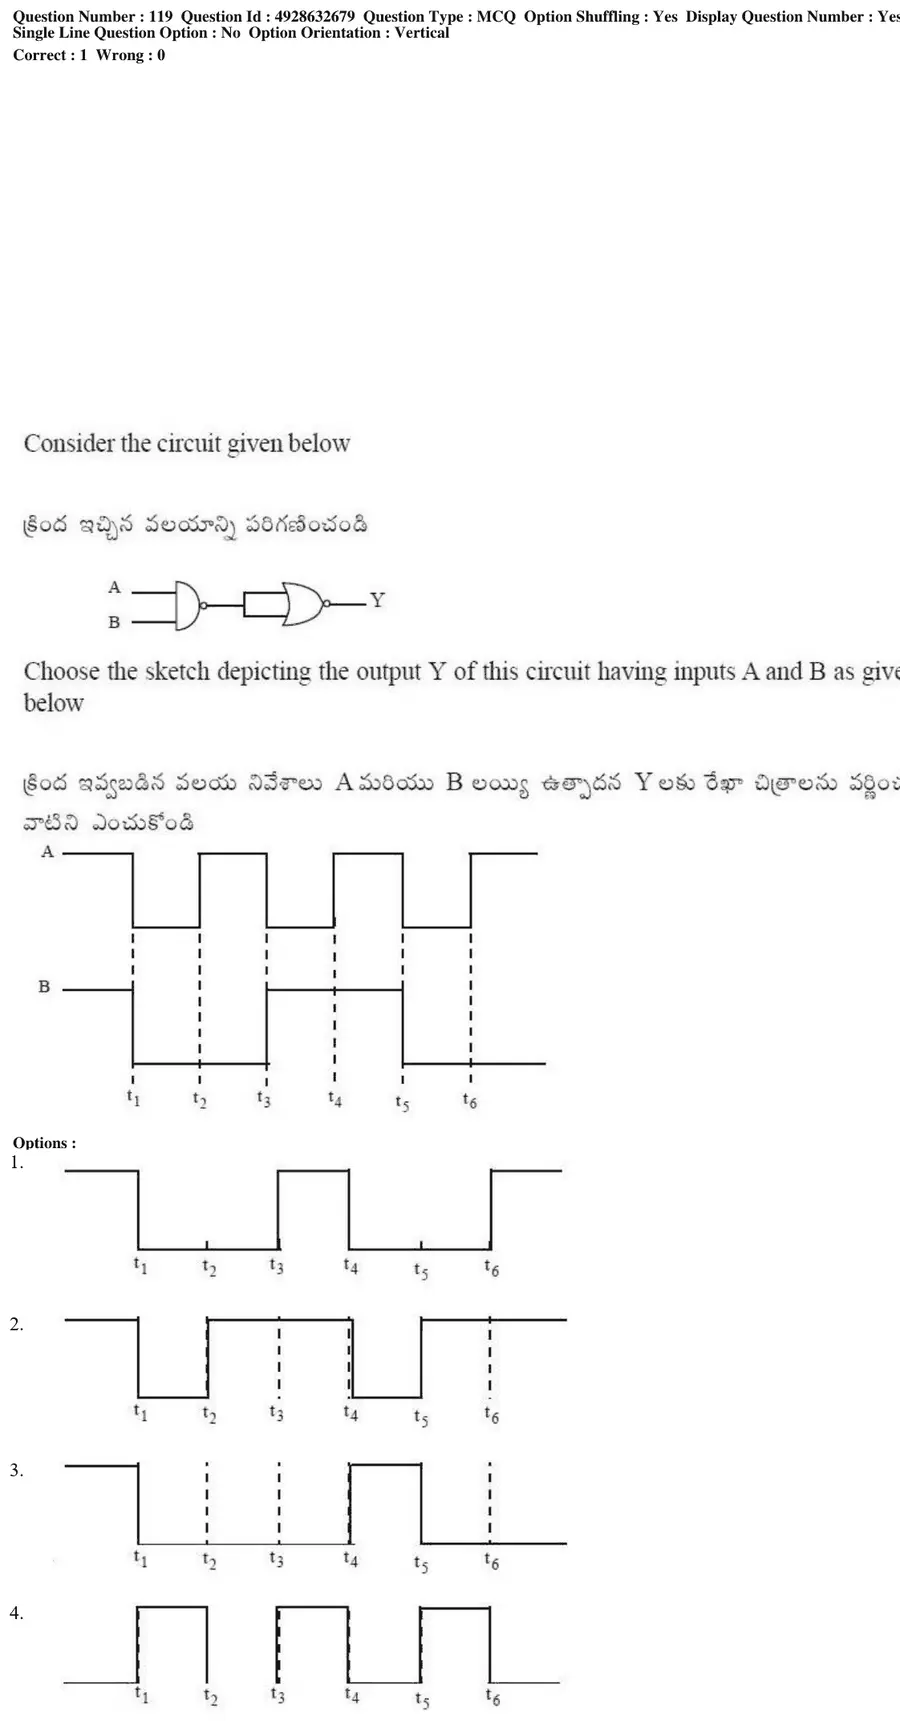 Question Number : 119 Question Id : 4928632679 Question Type : MCQ Option Shuffling : Yes Display Question Number : Yes
Single Line Question Option : No Option Orientation : Vertical
Correct : 1 Wrong : 0
Consider the circuit given below
క్రింద ఇచ్చిన వలయాన్ని పరిగణించండి
A
B
Y
Choose the sketch depicting the output Y of this circuit having inputs A and B as give
below
క్రింద ఇవ్వబడిన వలయ నివేశాలు A మరియు B లయ్యి ఉత్పాదన Y లకు రేఖా చిత్రాలను
వాటిని ఎంచుకోండి
A
B
t1 t2 t3 t4 t5 t6
Options :
1.
t1 t2 t3 t4 t5 t6
2.
t1 t2 t3 t4 t5 t6
3.
t1 t2 t3 t4 t5 t6
4.
t1 t2 t3 t4 t5 t6